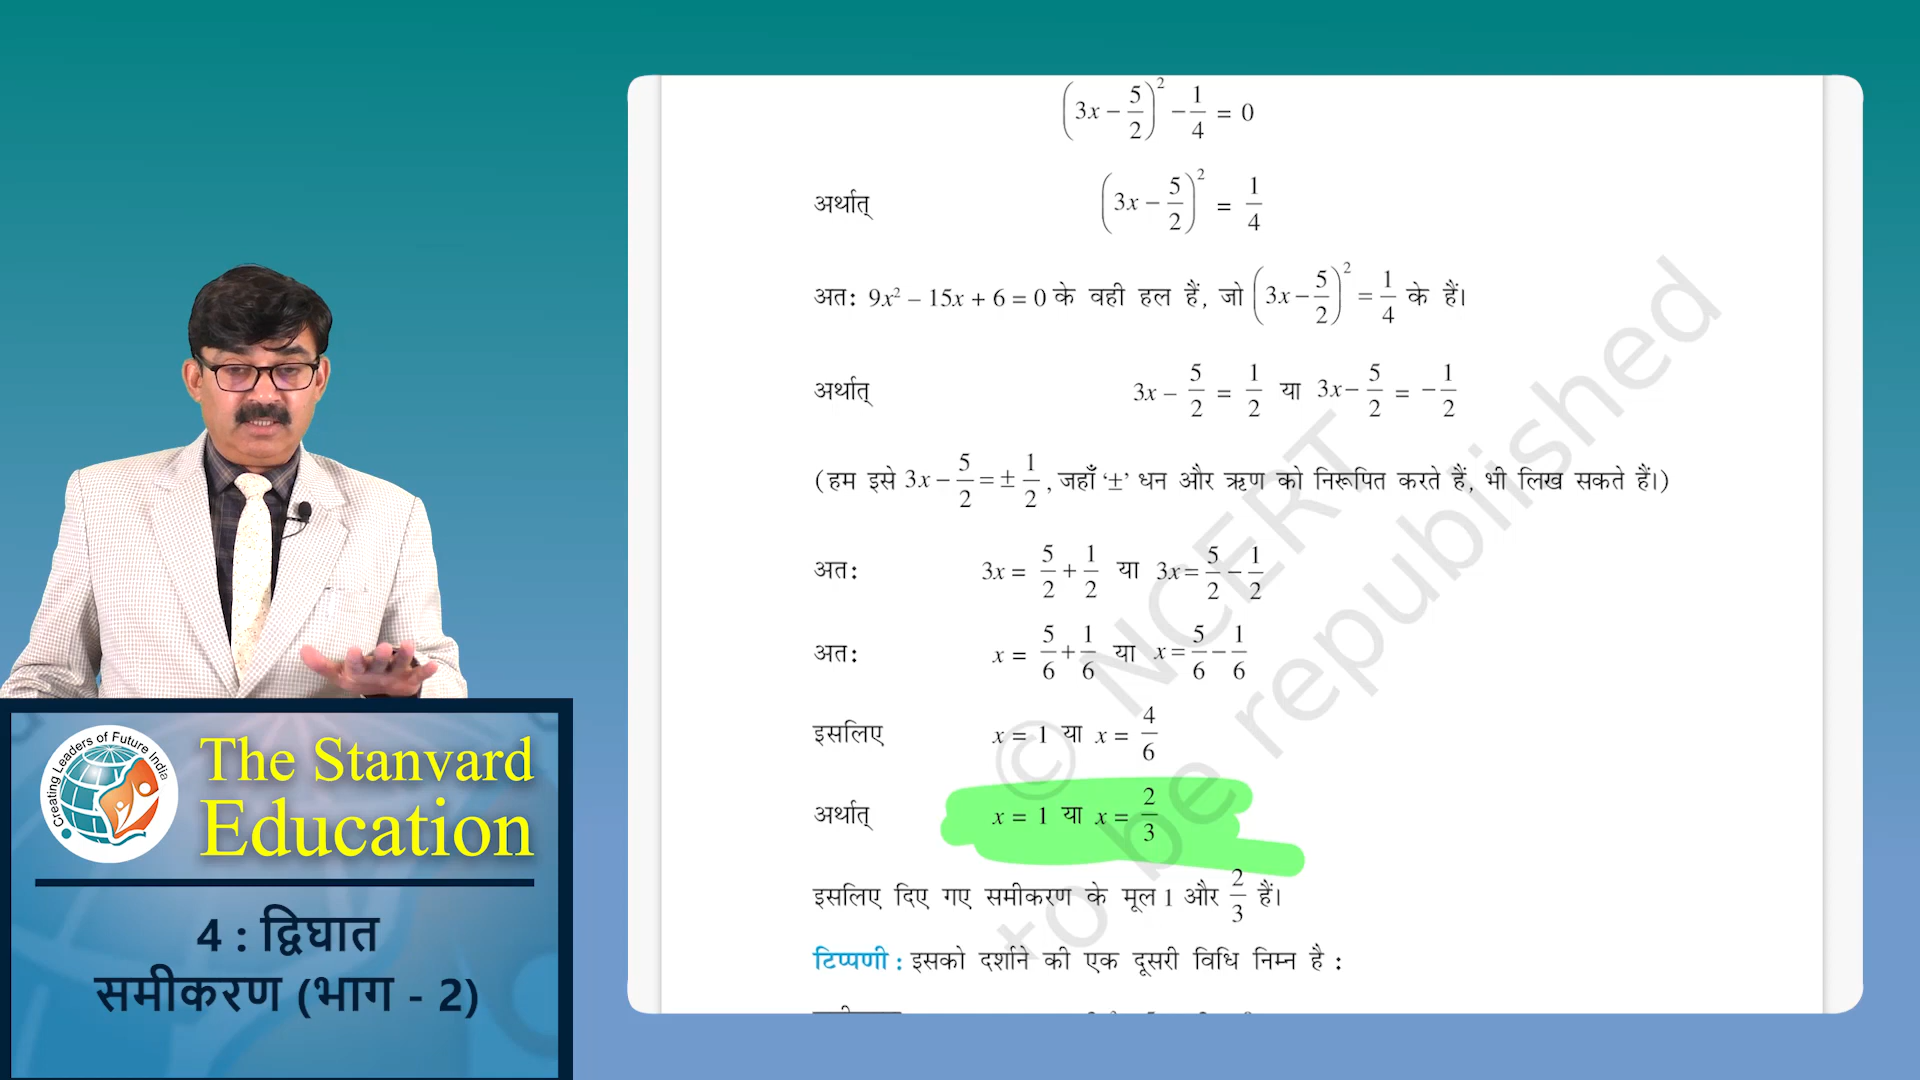 (3x − 5/2)² − 1/4 = 0
अर्थात् (3x − 5/2)² = 1/4
अतः 9x² − 15x + 6 = 0 के वही हल हैं, जो (3x − 5/2)² = 1/4 के हैं।
अर्थात् 3x − 5/2 = 1/2 या 3x − 5/2 = −1/2
(हम इसे 3x − 5/2 = ± 1/2, जहाँ ‘±’ धन और ऋण को निरूपित करते हैं, भी लिख सकते हैं।)
अतः 3x = 5/2 + 1/2 या 3x = 5/2 − 1/2
अतः x = 5/6 + 1/6 या x = 5/6 − 1/6
इसलिए x = 1 या x = 4/6
अर्थात् x = 1 या x = 2/3
इसलिए दिए गए समीकरण के मूल 1 और 2/3 हैं।
टिप्पणी : इसको दर्शाने की एक दूसरी विधि निम्न है :
© NCERT
to be republished
Creating Leaders of Future India
The Stanvard
Education
4 : द्विघात
समीकरण (भाग - 2)